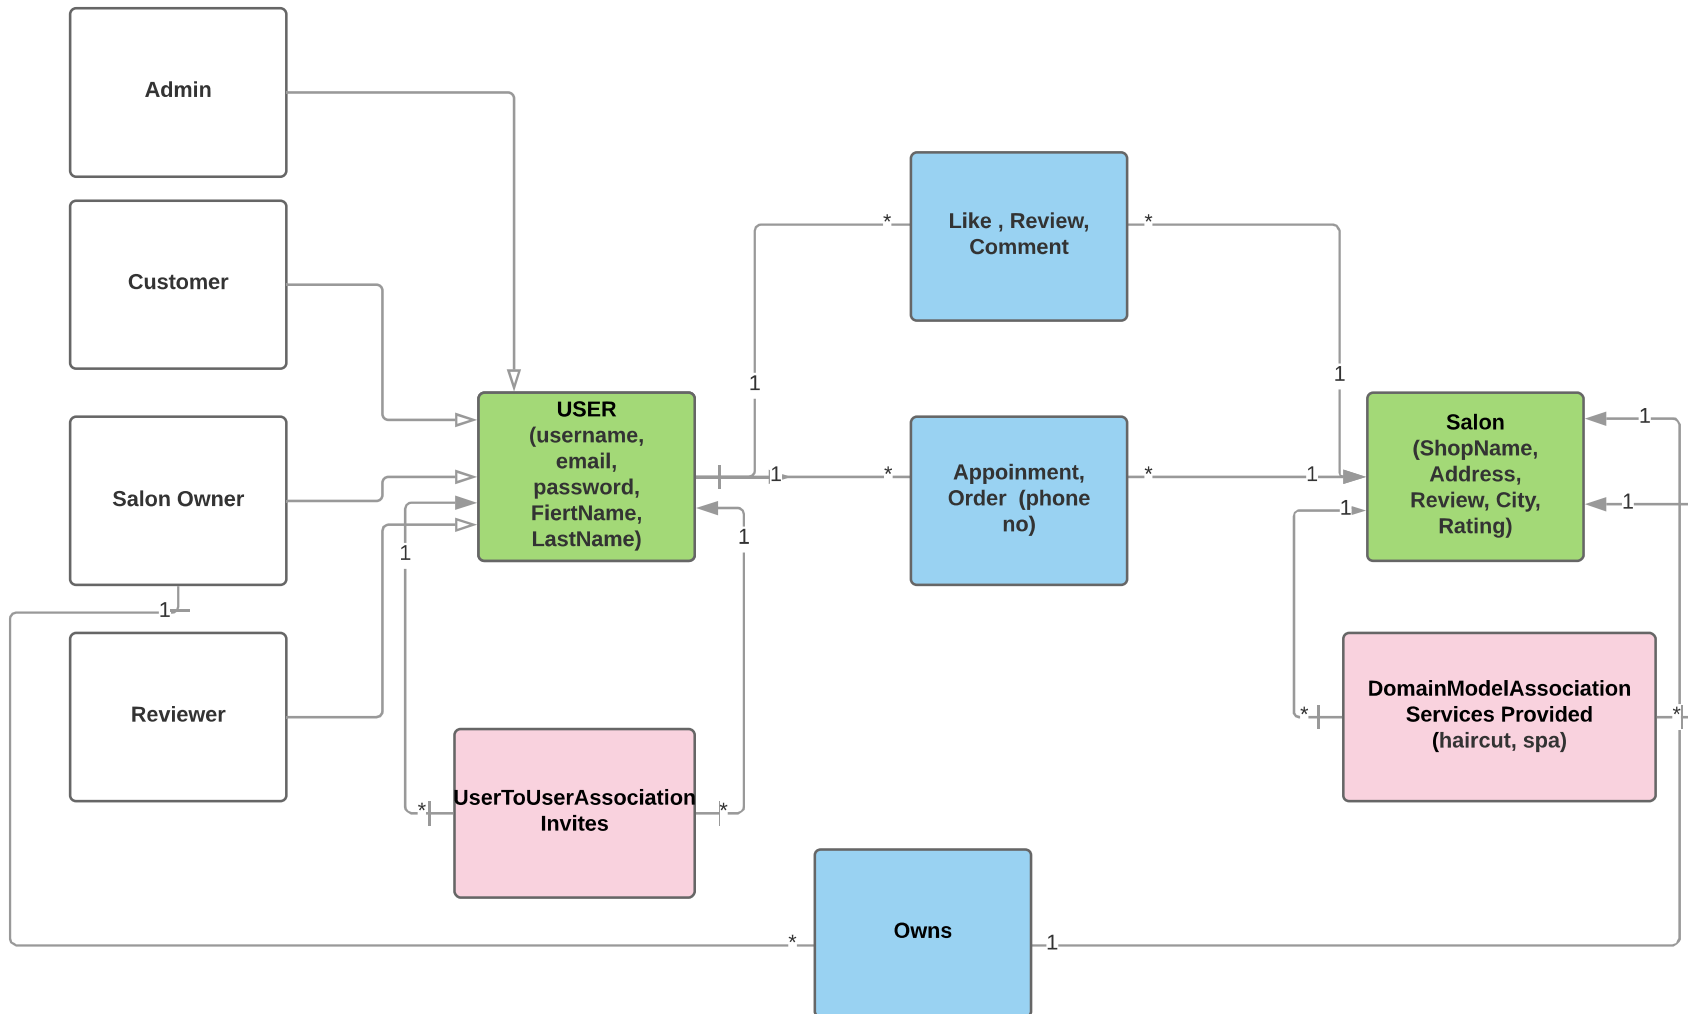 Admin
Customer
Salon Owner
Reviewer
USER
(username,
email,
password,
FiertName,
LastName)
Like , Review,
Comment
Appoinment,
Order (phone
no)
Salon
(ShopName,
Address,
Review, City,
Rating)
UserToUserAssociation
Invites
DomainModelAssociation
Services Provided
(haircut, spa)
Owns
*
*
1
1
1
*
*
1
1
1
1
1
1
1
*
*
*
*
*
1